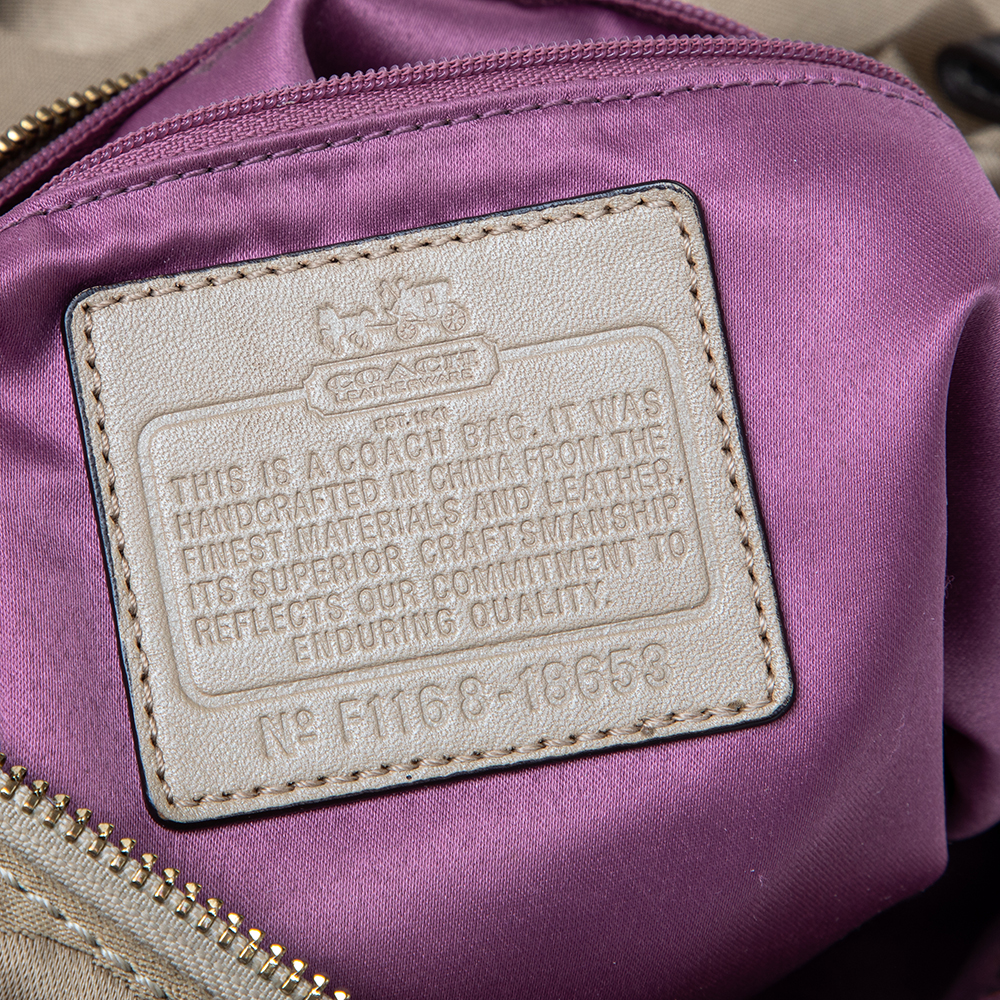 COACH
LEATHERWARE
EST. 1941
THIS IS A COACH BAG. IT WAS
HANDCRAFTED IN CHINA FROM THE
FINEST MATERIALS AND LEATHER.
ITS SUPERIOR CRAFTSMANSHIP
REFLECTS OUR COMMITMENT TO
ENDURING QUALITY.
Nº F1168-18653